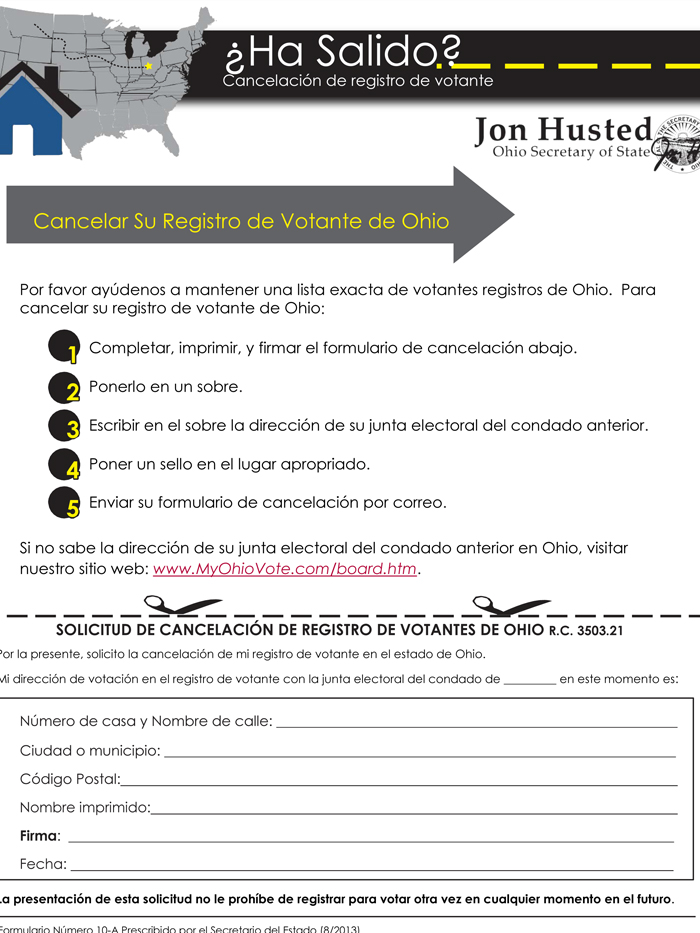 ¿Ha Salido?
Cancelación de registro de votante
Jon Husted
Ohio Secretary of State
THE SECRETARY
Cancelar Su Registro de Votante de Ohio
Por favor ayúdenos a mantener una lista exacta de votantes registros de Ohio.  Para
cancelar su registro de votante de Ohio:
1 Completar, imprimir, y firmar el formulario de cancelación abajo.
2 Ponerlo en un sobre.
3 Escribir en el sobre la dirección de su junta electoral del condado anterior.
4 Poner un sello en el lugar apropriado.
5 Enviar su formulario de cancelación por correo.
Si no sabe la dirección de su junta electoral del condado anterior en Ohio, visitar
nuestro sitio web: www.MyOhioVote.com/board.htm.
SOLICITUD DE CANCELACIÓN DE REGISTRO DE VOTANTES DE OHIO R.C. 3503.21
Por la presente, solicito la cancelación de mi registro de votante en el estado de Ohio.
Mi dirección de votación en el registro de votante con la junta electoral del condado de ________ en este momento es:
Número de casa y Nombre de calle: ________
Ciudad o municipio: ________
Código Postal:________
Nombre imprimido:________
Firma: ________
Fecha: ________
La presentación de esta solicitud no le prohíbe de registrar para votar otra vez en cualquier momento en el futuro.
Formulario Número 10-A Prescribido por el Secretario del Estado (8/2013)